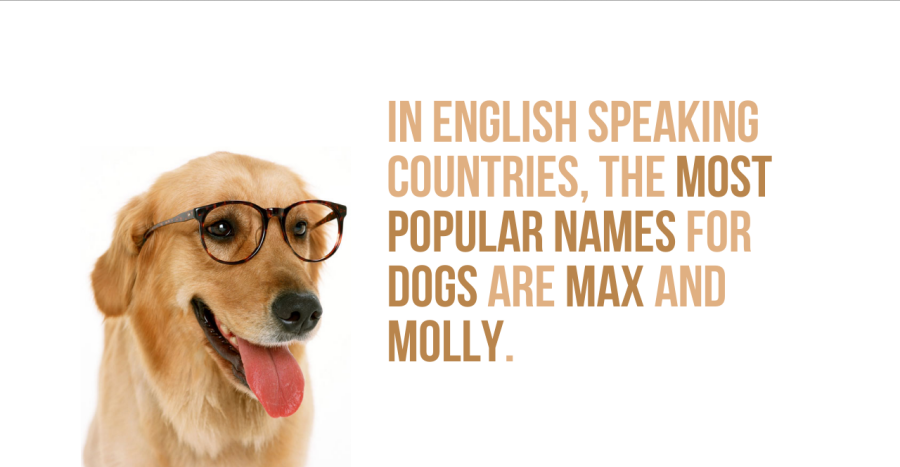 IN ENGLISH SPEAKING
COUNTRIES, THE MOST
POPULAR NAMES FOR
DOGS ARE MAX AND
MOLLY.